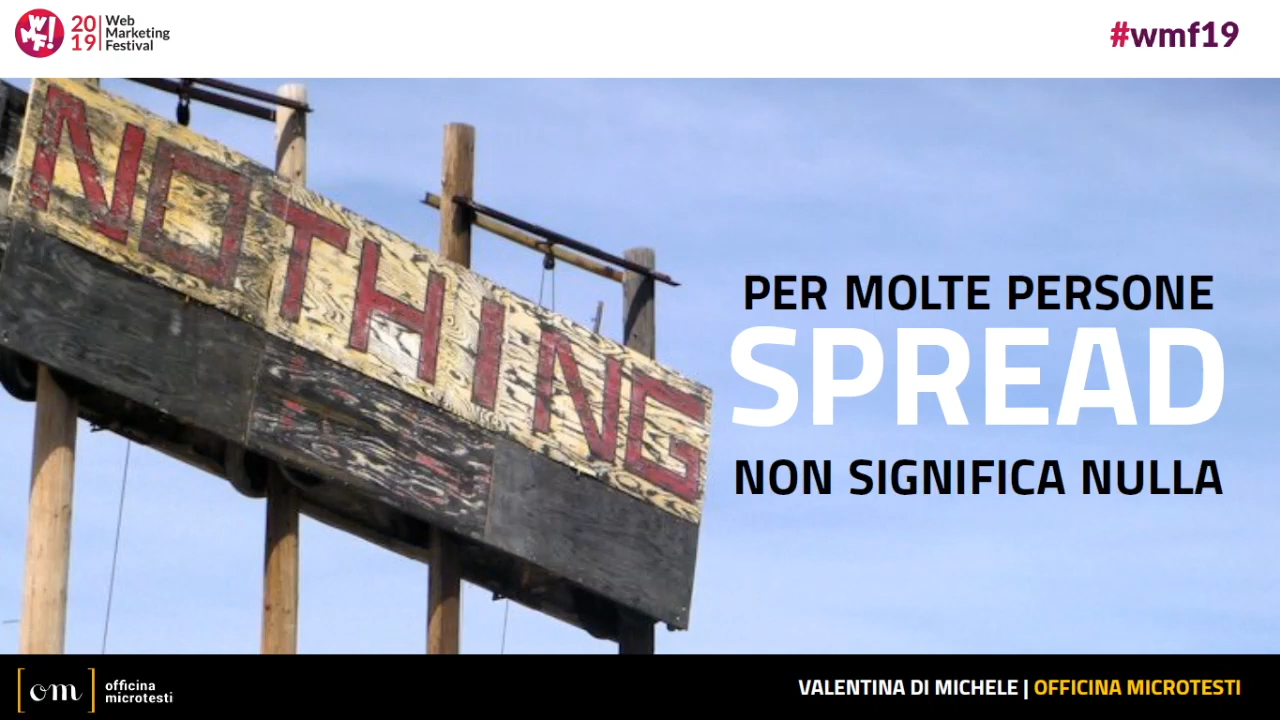 20
19
Web
Marketing
Festival
#wmf19
NOTHING
PER MOLTE PERSONE
SPREAD
NON SIGNIFICA NULLA
[om]
officina
microtesti
VALENTINA DI MICHELE | OFFICINA MICROTESTI